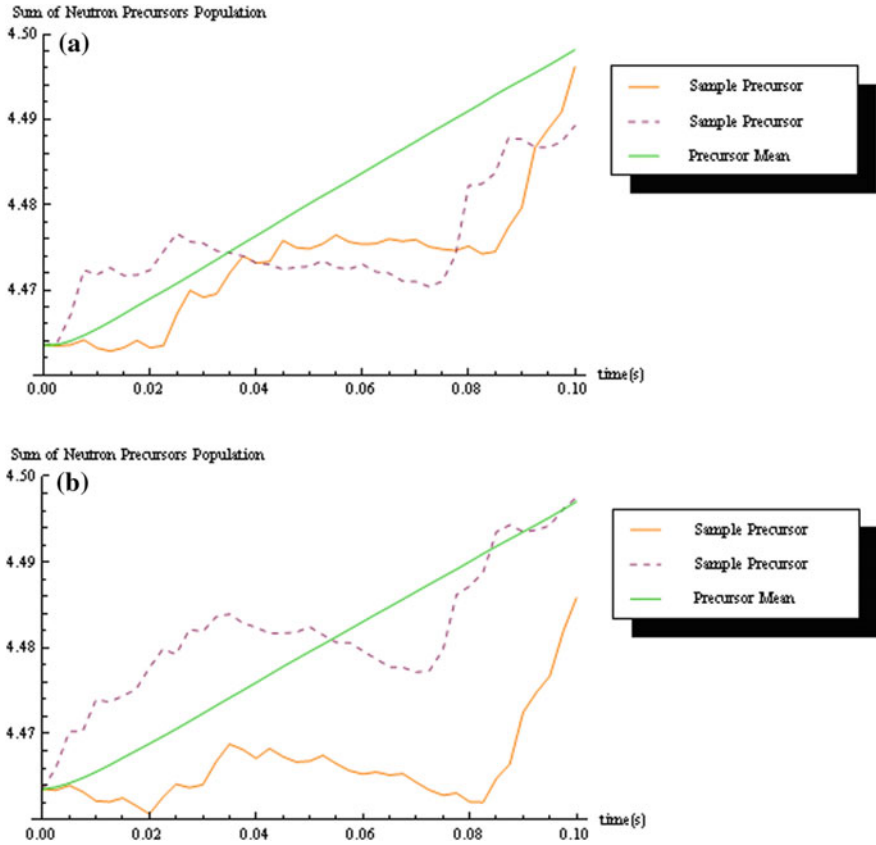 Sum of Neutron Precursors Population
4.50
(a)
4.49
4.48
4.47
0.00 0.02 0.04 0.06 0.08 0.10 time(s)
Sample Precursor
Sample Precursor
Precursor Mean
Sum of Neutron Precursors Population
4.50
(b)
4.49
4.48
4.47
0.00 0.02 0.04 0.06 0.08 0.10 time(s)
Sample Precursor
Sample Precursor
Precursor Mean